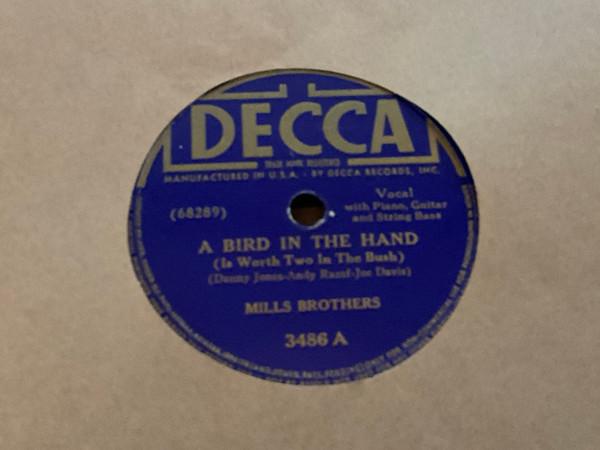 DECCA
TRADE MARK REGISTERED
MANUFACTURED IN U.S.A. · BY DECCA RECORDS, INC.
(68289)
Vocal
with Piano, Guitar
and String Bass
A BIRD IN THE HAND
(Is Worth Two In The Bush)
(Danny Jones-Andy Razaf-Joe Davis)
MILLS BROTHERS
3486 A